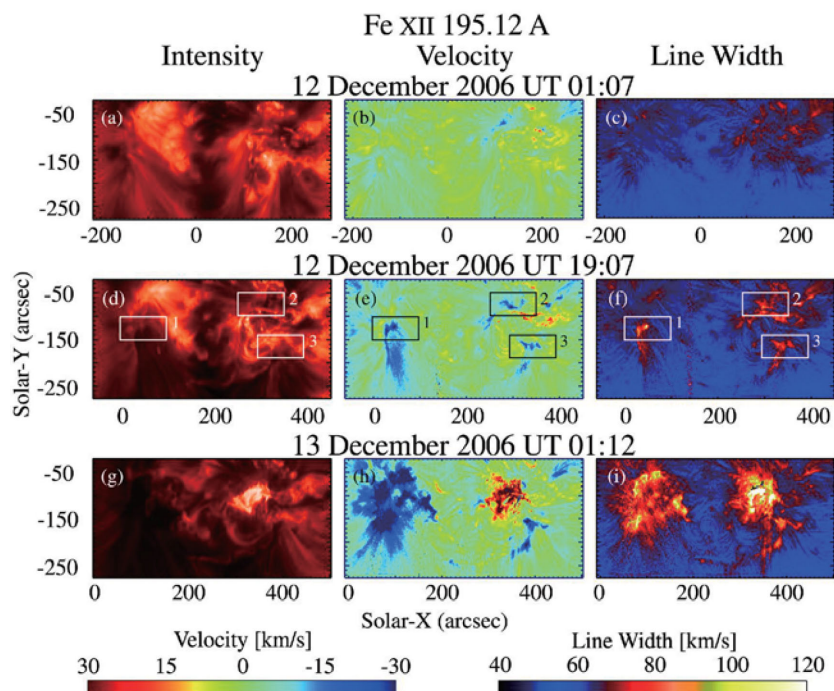 Fe XII 195.12 A
Intensity Velocity Line Width
12 December 2006 UT 01:07
-50
-150
-250
(a) (b) (c)
-200 0 200 -200 0 200 -200 0 200
12 December 2006 UT 19:07
-50
-150
-250
Solar-Y (arcsec)
(d) 1 2 3
(e) 1 2 3
(f) 1 2 3
0 200 400 0 200 400 0 200 400
13 December 2006 UT 01:12
-50
-150
-250
(g) (h) (i)
0 200 400 0 200 400 0 200 400
Solar-X (arcsec)
Velocity [km/s] Line Width [km/s]
30 15 0 -15 -30 40 60 80 100 120